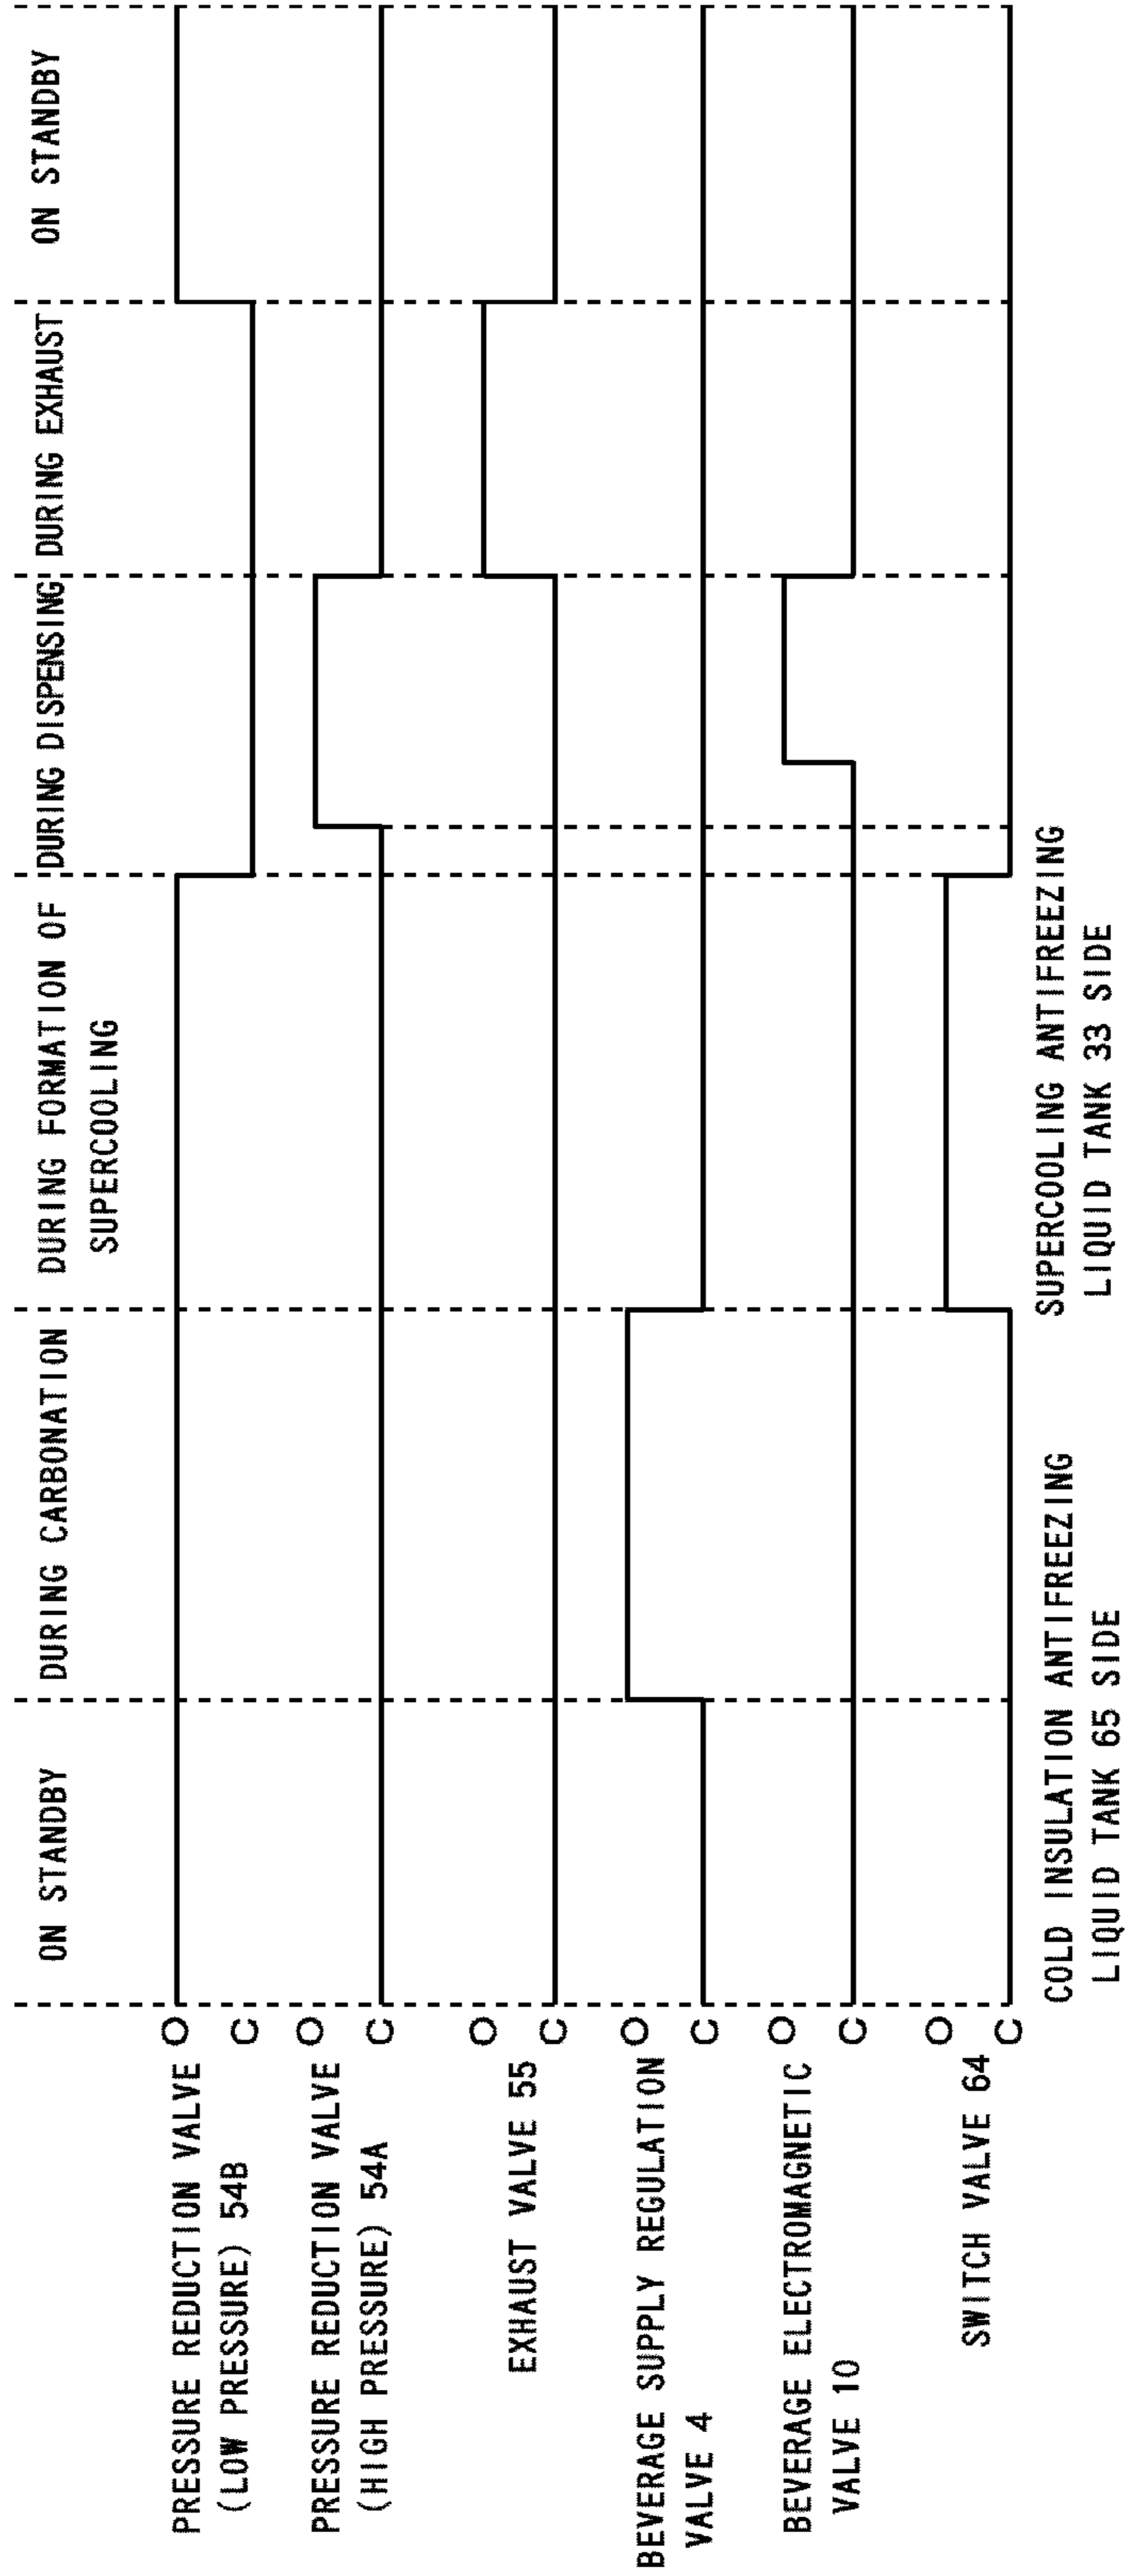 ON STANDBY
DURING CARBONATION
DURING FORMATION OF
SUPERCOOLING
DURING DISPENSING
DURING EXHAUST
ON STANDBY
PRESSURE REDUCTION VALVE
(LOW PRESSURE) 54B
O
C
PRESSURE REDUCTION VALVE
(HIGH PRESSURE) 54A
O
C
EXHAUST VALVE 55
O
C
BEVERAGE SUPPLY REGULATION
VALVE 4
O
C
BEVERAGE ELECTROMAGNETIC
VALVE 10
O
C
SWITCH VALVE 64
O
C
COLD INSULATION ANTIFREEZING
LIQUID TANK 65 SIDE
SUPERCOOLING ANTIFREEZING
LIQUID TANK 33 SIDE